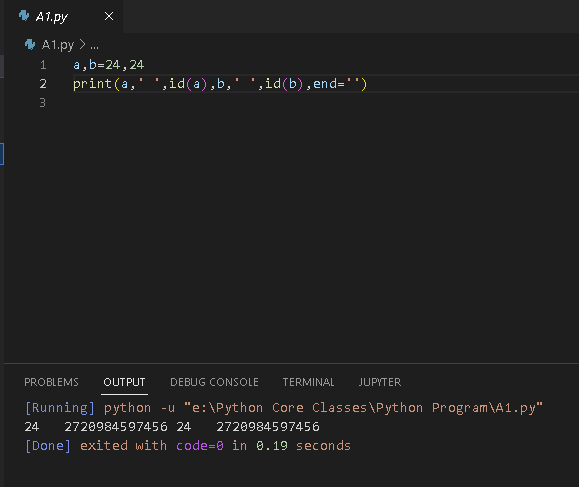 A1.py ×
A1.py > ...
1 a,b=24,24
2 print(a,' ',id(a),b,' ',id(b),end='')
3
PROBLEMS OUTPUT DEBUG CONSOLE TERMINAL JUPYTER
[Running] python -u "e:\Python Core Classes\Python Program\A1.py"
24   2720984597456 24   2720984597456
[Done] exited with code=0 in 0.19 seconds